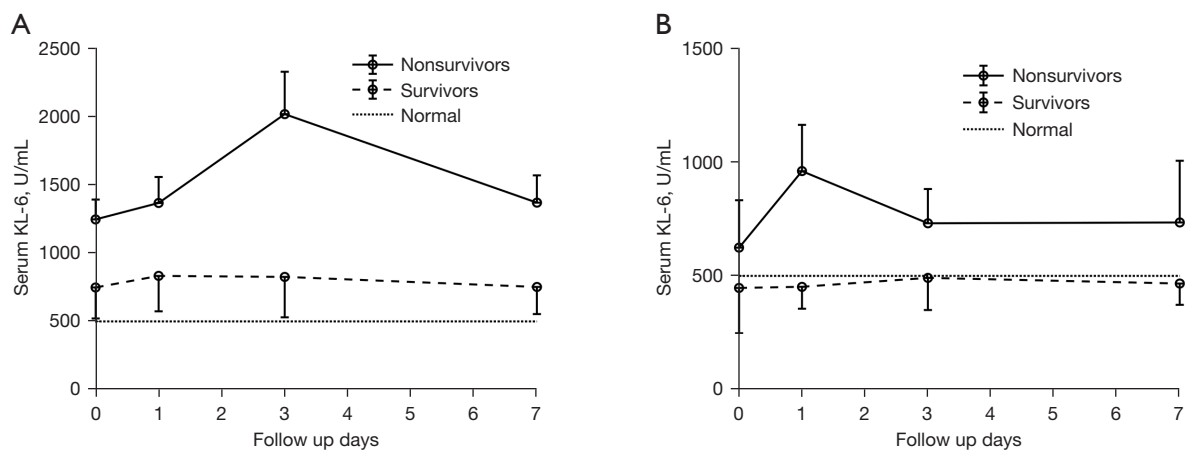 A
Serum KL-6, U/mL
2500
2000
1500
1000
500
0
Nonsurvivors
Survivors
Normal
0 1 2 3 4 5 6 7
Follow up days
B
Serum KL-6, U/mL
1500
1000
500
0
Nonsurvivors
Survivors
Normal
0 1 2 3 4 5 6 7
Follow up days